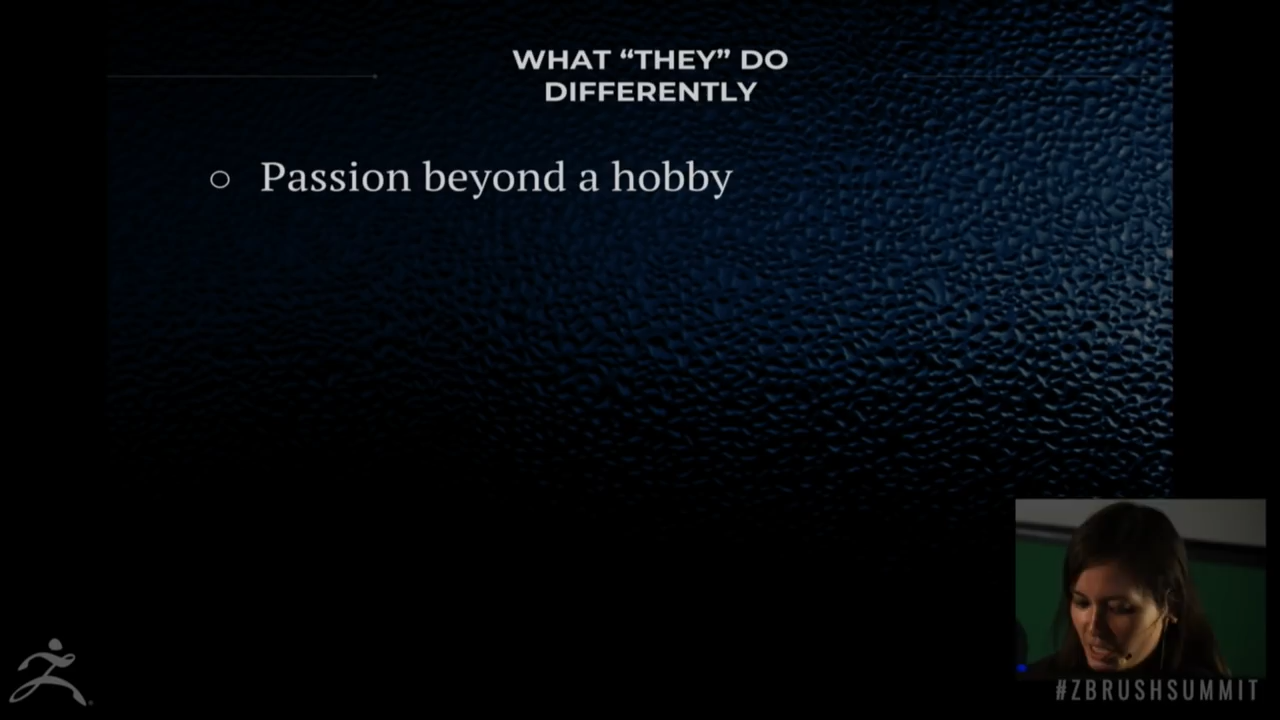 WHAT “THEY” DO
DIFFERENTLY
○ Passion beyond a hobby
#ZBRUSHSUMMIT